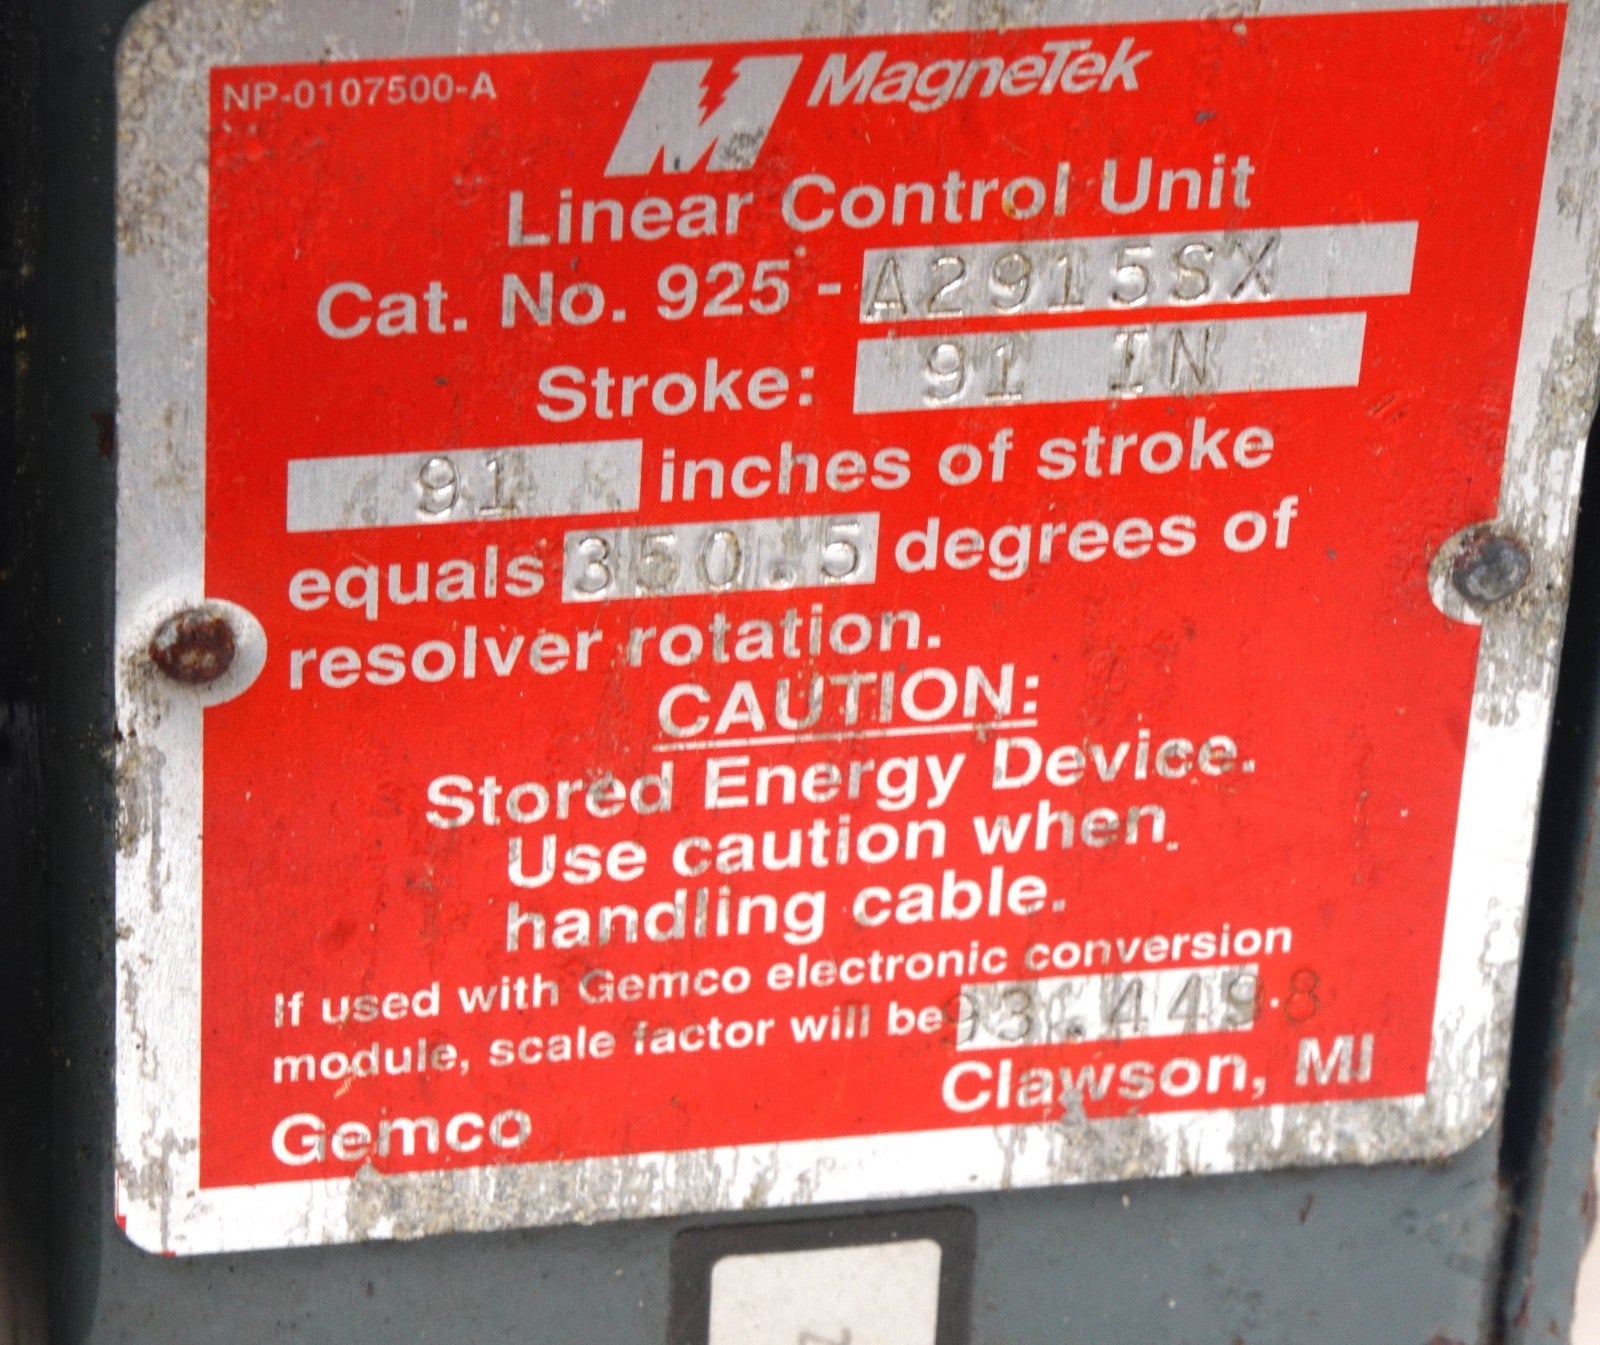 NP-0107500-A
MagneTek
Linear Control Unit
Cat. No. 925 - A2915SX
Stroke: 91 IN
91 inches of stroke
equals 350.5 degrees of
resolver rotation.
CAUTION:
Stored Energy Device.
Use caution when
handling cable.
If used with Gemco electronic conversion
module, scale factor will be 93.4498.
Gemco
Clawson, MI